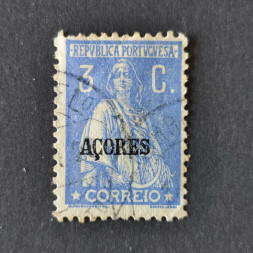 REPUBLICA PORTUGUESA
3 C.
AÇORES
CORREIO